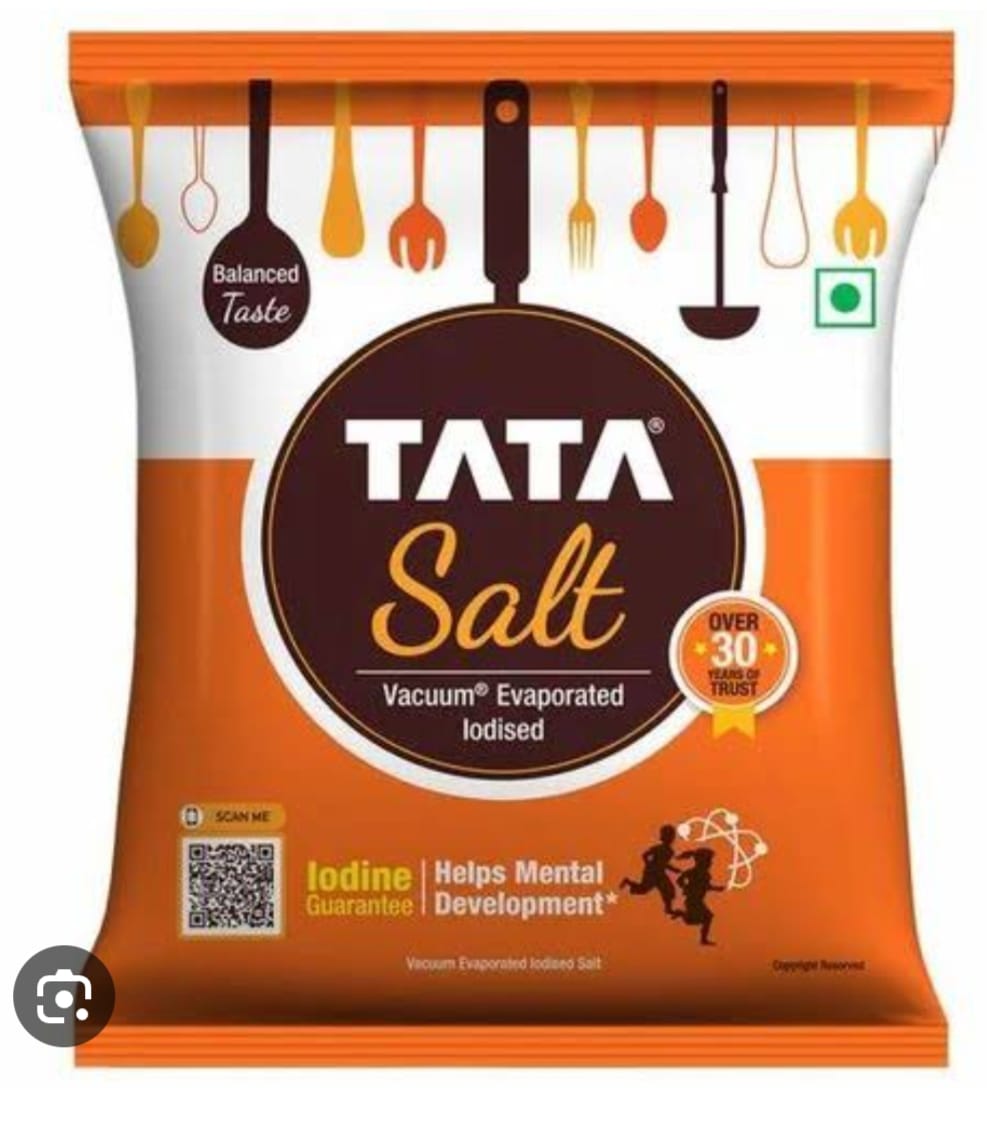 Balanced
Taste
TATA®
Salt
Vacuum® Evaporated
Iodised
OVER
30
YEARS OF
TRUST
SCAN ME
Iodine
Guarantee
Helps Mental
Development*
Vacuum Evaporated Iodised Salt
Copyright Reserved